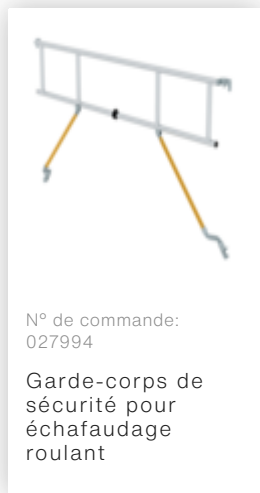 N° de commande:
027994
Garde-corps de
sécurité pour
échafaudage
roulant